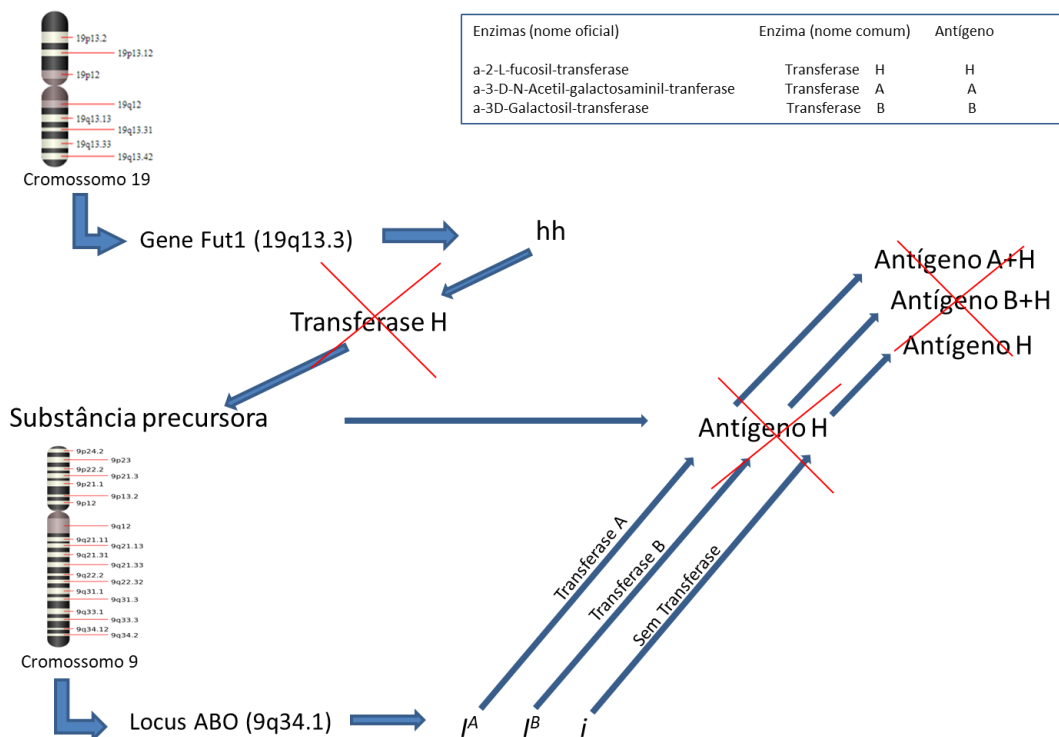 Enzimas (nome oficial) Enzima (nome comum) Antígeno
a-2-L-fucosil-transferase Transferase H H
a-3-D-N-Acetil-galactosaminil-tranferase Transferase A A
a-3D-Galactosil-transferase Transferase B B
19p13.2
19p13.12
19p12
19q12
19q13.13
19q13.31
19q13.33
19q13.42
Cromossomo 19
Gene Fut1 (19q13.3)
hh
Transferase H
Antígeno A+H
Antígeno B+H
Antígeno H
Substância precursora
Antígeno H
9p24.2
9p23
9p22.2
9p21.3
9p21.1
9p13.2
9p12
9q12
9q21.11
9q21.13
9q21.31
9q21.33
9q22.2
9q22.32
9q31.1
9q31.3
9q33.1
9q33.3
9q34.12
9q34.2
Cromossomo 9
Transferase A
Transferase B
Sem Transferase
Locus ABO (9q34.1)
I^A I^B i